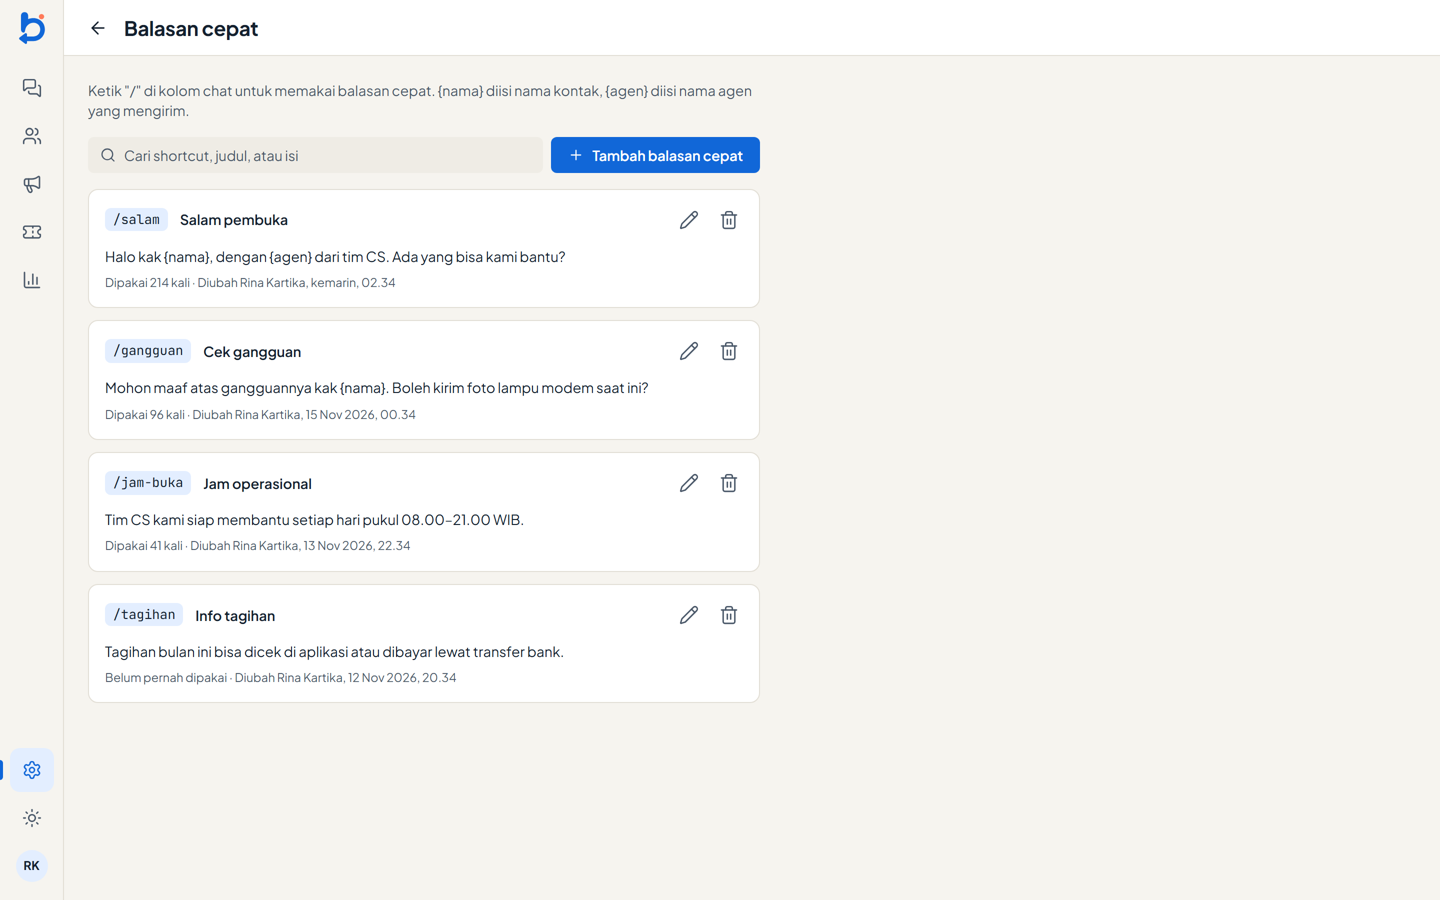 Balasan cepat
Ketik "/" di kolom chat untuk memakai balasan cepat. {nama} diisi nama kontak, {agen} diisi nama agen
yang mengirim.
Cari shortcut, judul, atau isi
Tambah balasan cepat
/salam Salam pembuka
Halo kak {nama}, dengan {agen} dari tim CS. Ada yang bisa kami bantu?
Dipakai 214 kali · Diubah Rina Kartika, kemarin, 02.34
/gangguan Cek gangguan
Mohon maaf atas gangguannya kak {nama}. Boleh kirim foto lampu modem saat ini?
Dipakai 96 kali · Diubah Rina Kartika, 15 Nov 2026, 00.34
/jam-buka Jam operasional
Tim CS kami siap membantu setiap hari pukul 08.00–21.00 WIB.
Dipakai 41 kali · Diubah Rina Kartika, 13 Nov 2026, 22.34
/tagihan Info tagihan
Tagihan bulan ini bisa dicek di aplikasi atau dibayar lewat transfer bank.
Belum pernah dipakai · Diubah Rina Kartika, 12 Nov 2026, 20.34
RK